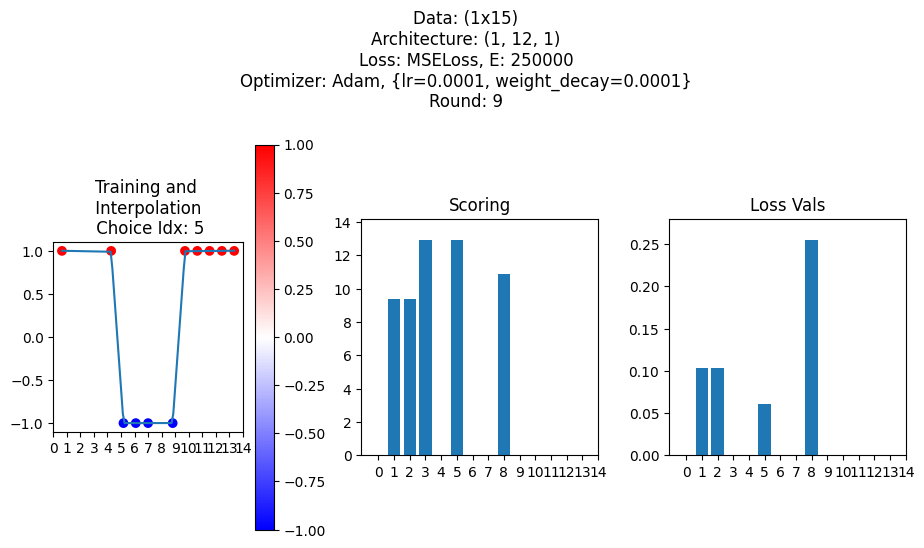 Data: (1x15)
Architecture: (1, 12, 1)
Loss: MSELoss, E: 250000
Optimizer: Adam, {lr=0.0001, weight_decay=0.0001}
Round: 9
Training and
Interpolation
Choice Idx: 5
1.0
0.5
0.0
−0.5
−1.0
0 1 2 3 4 5 6 7 8 9 10 11 12 13 14
1.00
0.75
0.50
0.25
0.00
−0.25
−0.50
−0.75
−1.00
Scoring
14
12
10
8
6
4
2
0
0 1 2 3 4 5 6 7 8 9 10 11 12 13 14
Loss Vals
0.25
0.20
0.15
0.10
0.05
0.00
0 1 2 3 4 5 6 7 8 9 10 11 12 13 14